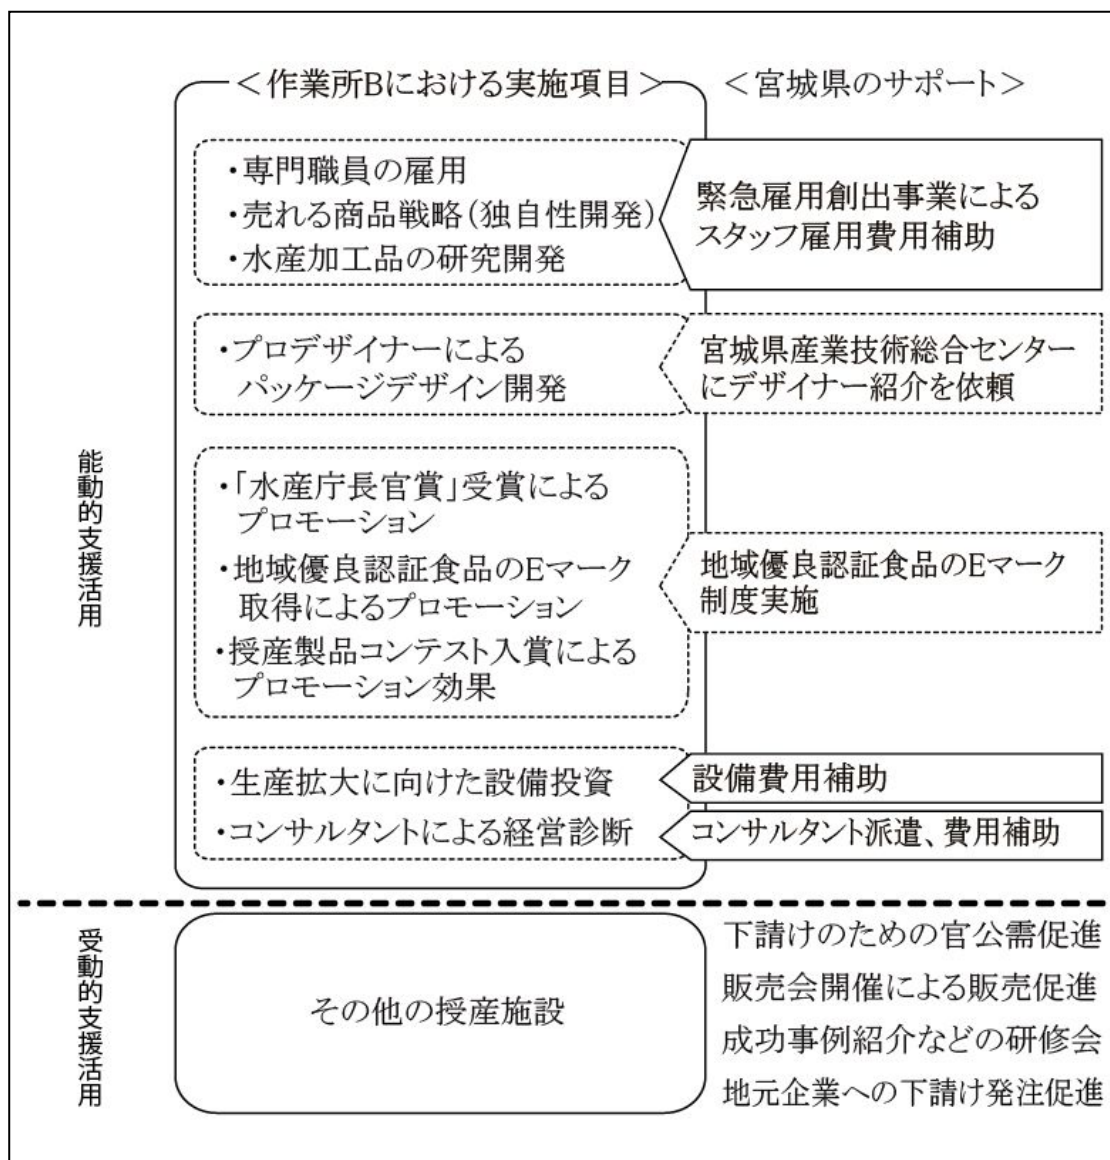 ＜作業所Bにおける実施項目＞
＜宮城県のサポート＞
能動的支援活用
・専門職員の雇用
・売れる商品戦略（独自性開発）
・水産加工品の研究開発
緊急雇用創出事業による
スタッフ雇用費用補助
・プロデザイナーによる
パッケージデザイン開発
宮城県産業技術総合センター
にデザイナー紹介を依頼
・「水産庁長官賞」受賞による
プロモーション
・地域優良認証食品のEマーク
取得によるプロモーション
・授産製品コンテスト入賞による
プロモーション効果
地域優良認証食品のEマーク
制度実施
・生産拡大に向けた設備投資
・コンサルタントによる経営診断
設備費用補助
コンサルタント派遣、費用補助
受動的支援活用
その他の授産施設
下請けのための官公需促進
販売会開催による販売促進
成功事例紹介などの研修会
地元企業への下請け発注促進